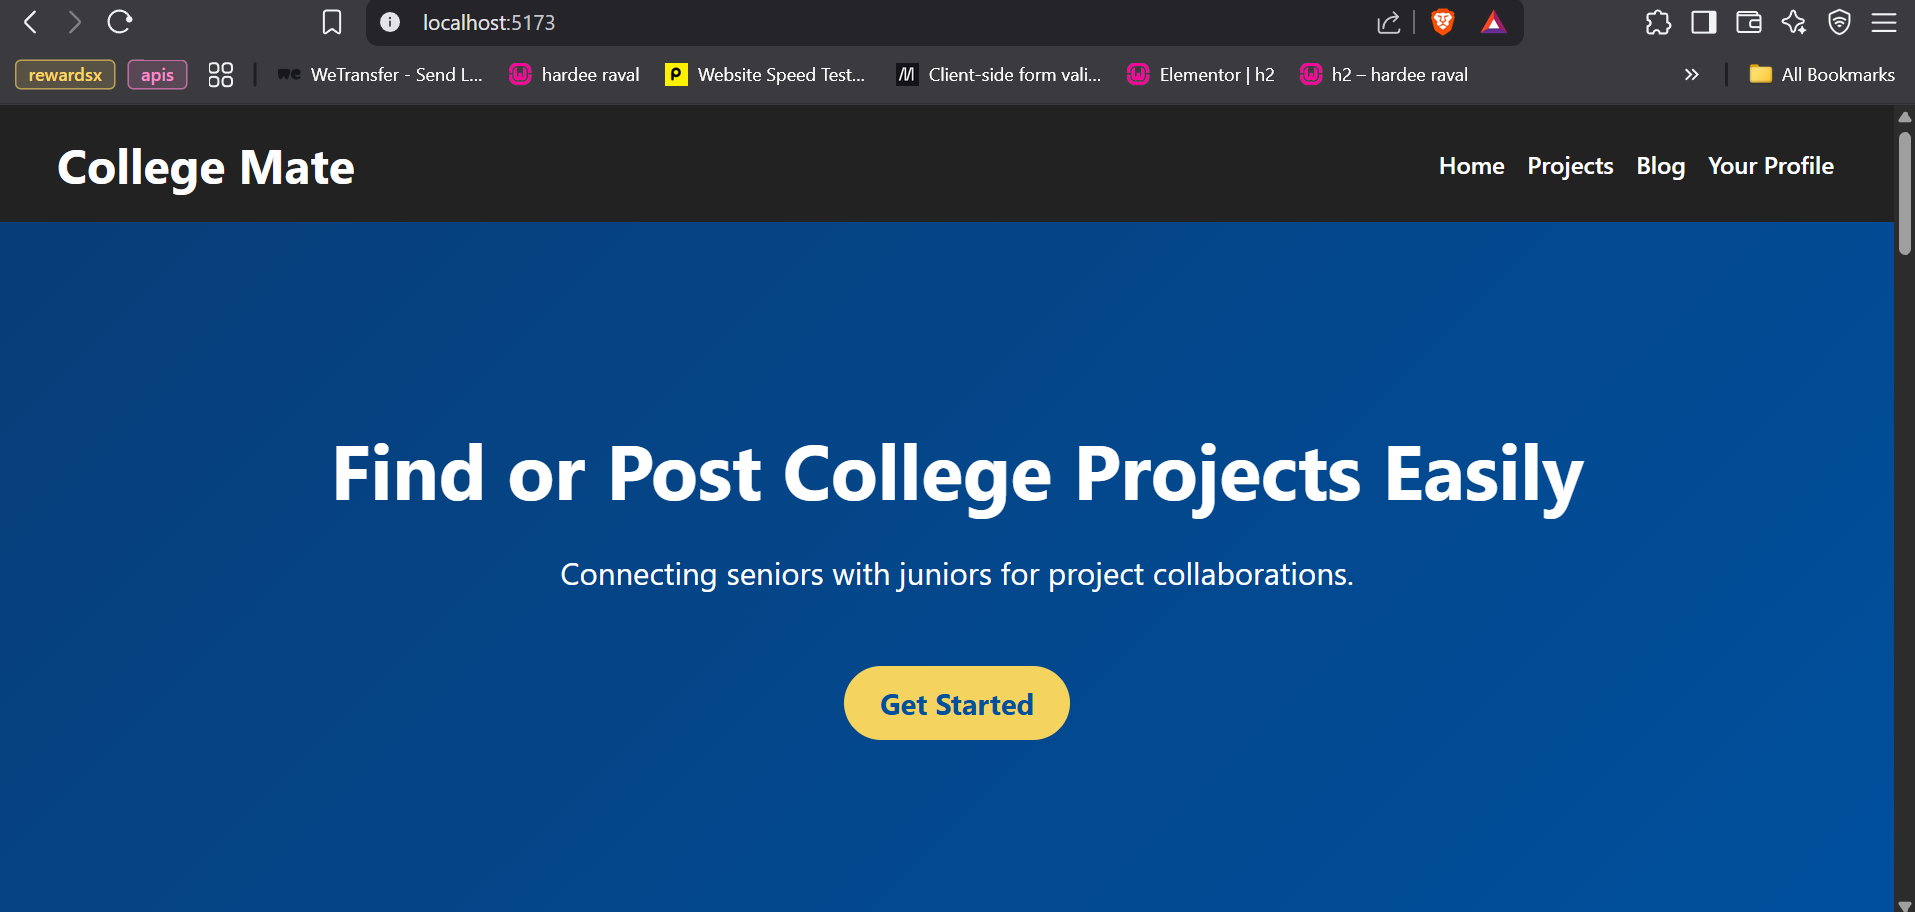 localhost:5173
rewardsx apis WeTransfer - Send L... hardee raval Website Speed Test... Client-side form vali... Elementor | h2 h2 – hardee raval » All Bookmarks
College Mate Home Projects Blog Your Profile
Find or Post College Projects Easily
Connecting seniors with juniors for project collaborations.
Get Started